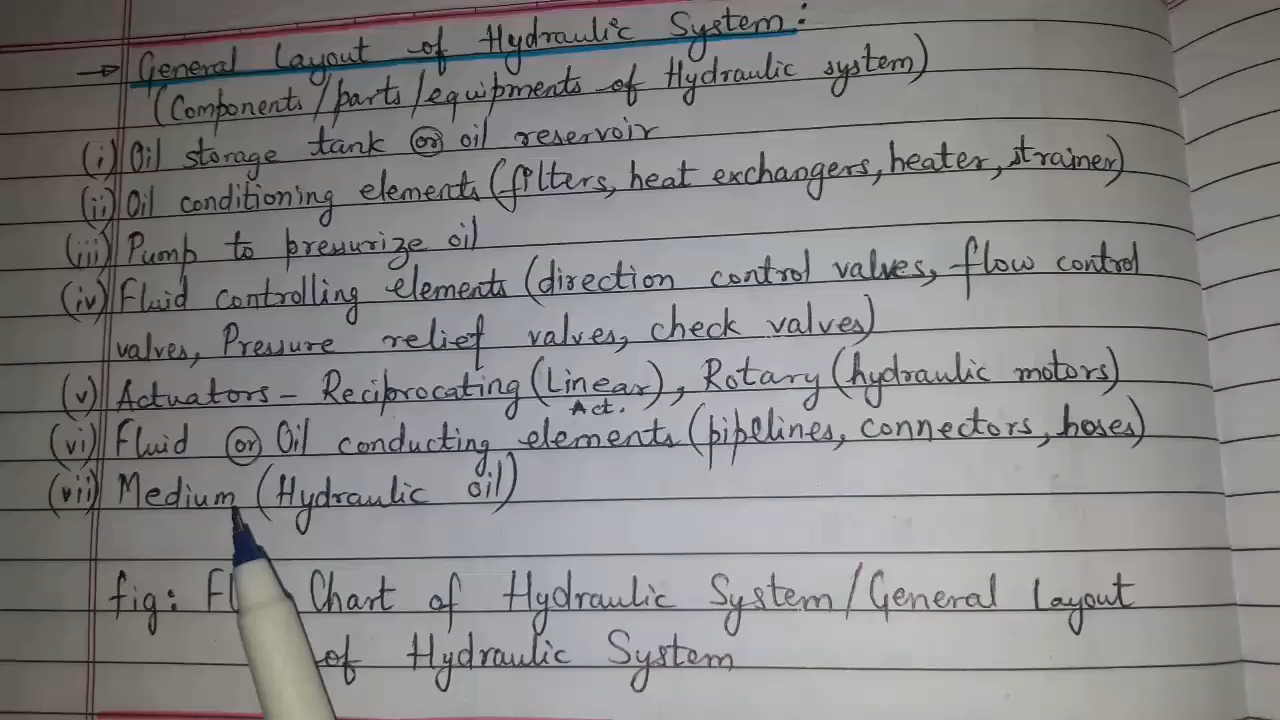 → General Layout of Hydraulic System:
(Components/parts/equipments of Hydraulic system)
(i) Oil storage tank or oil reservoir
(ii) Oil conditioning elements (filters, heat exchangers, heater, strainer)
(iii) Pump to pressurize oil
(iv) Fluid controlling elements (direction control valves, flow control
valves, Pressure relief valves, check valves)
(v) Actuators - Reciprocating (Linear), Rotary (hydraulic motors)
Act.
(vi) Fluid or Oil conducting elements (pipelines, connectors, hoses)
(vii) Medium (Hydraulic oil)
fig: Chart of Hydraulic System/General Layout
of Hydraulic System